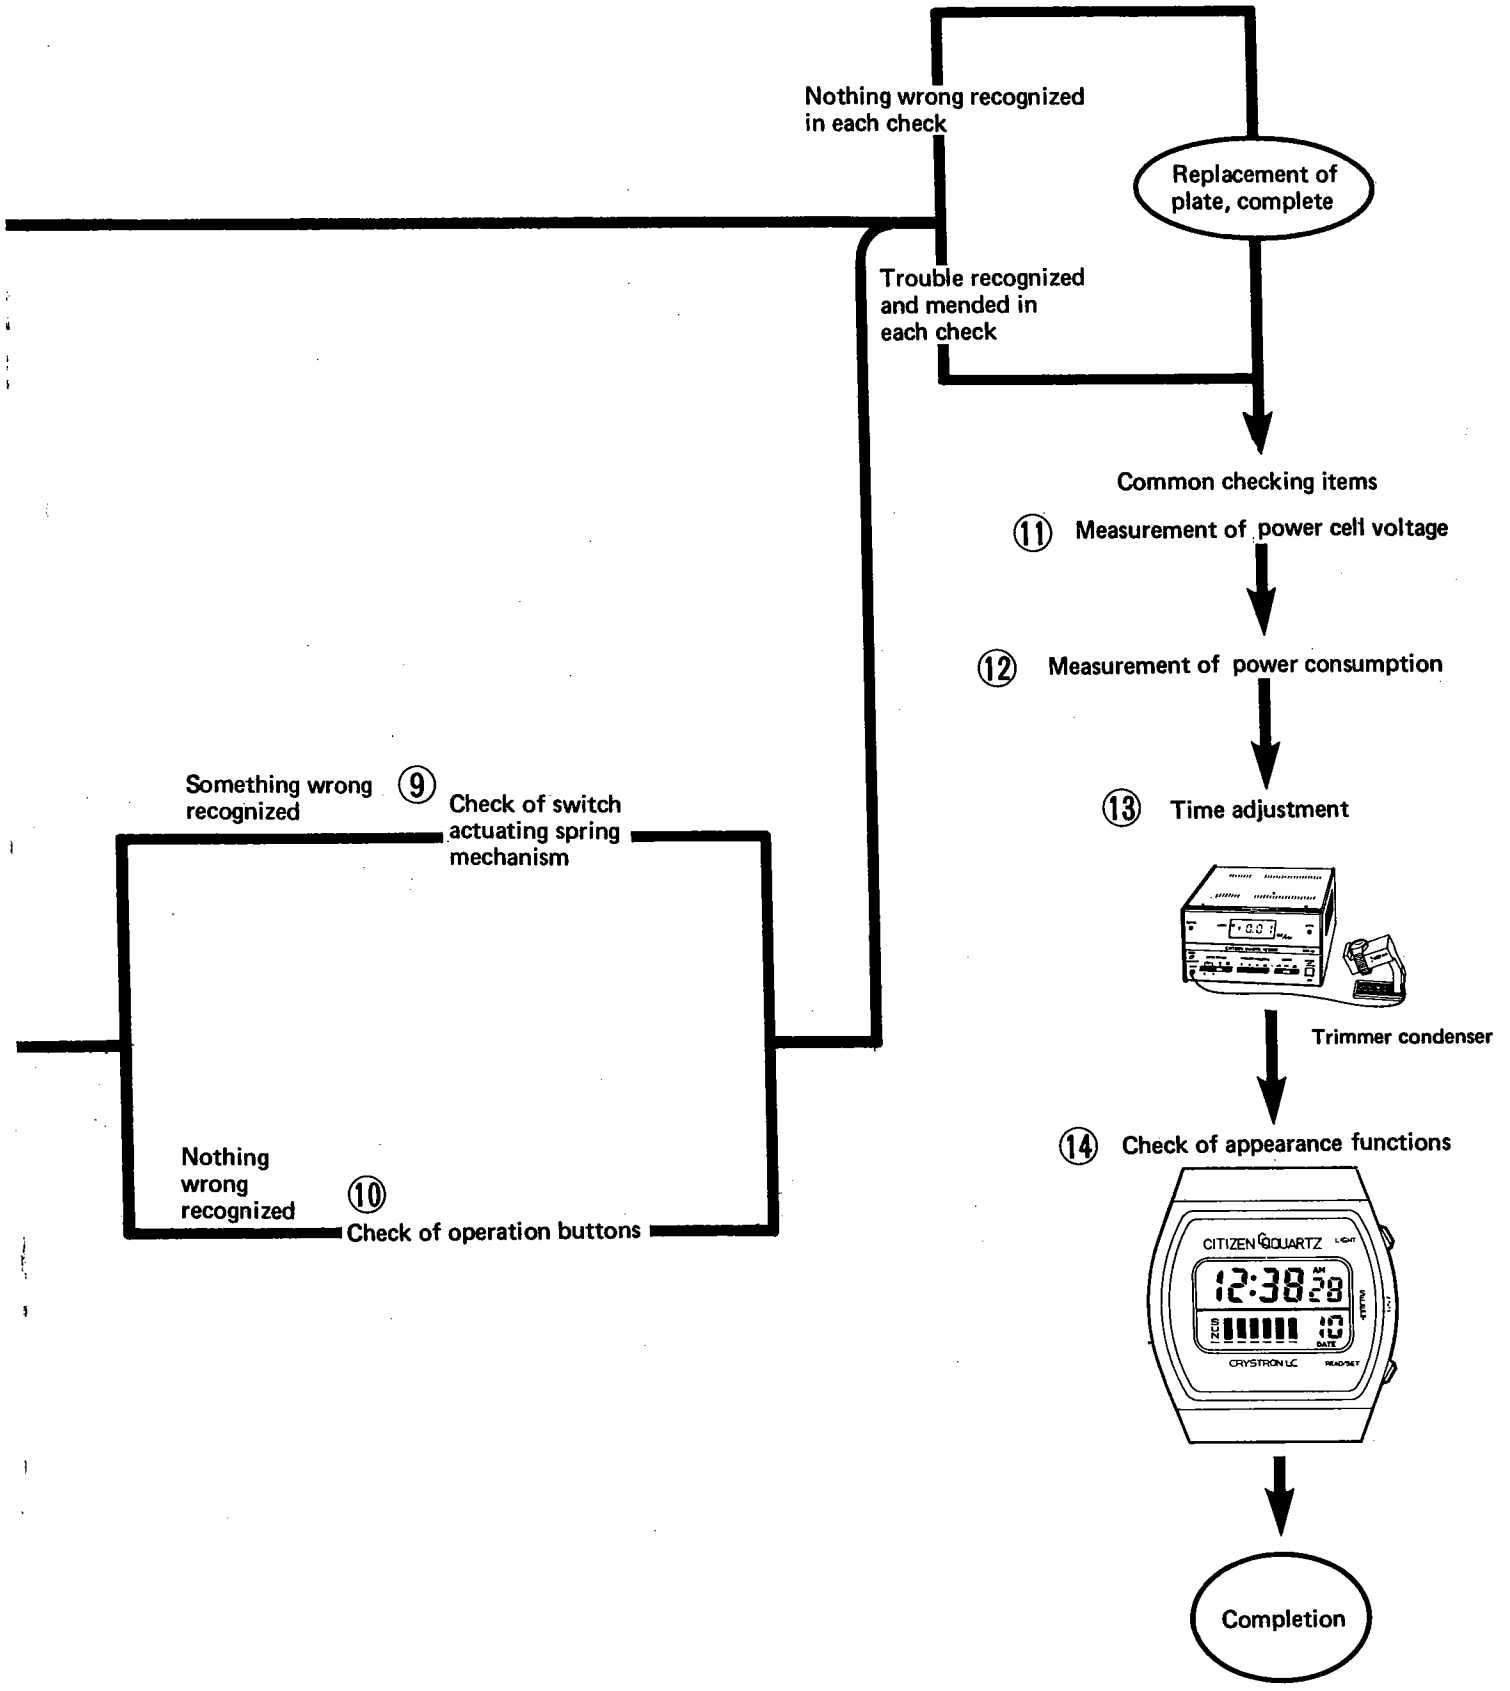 Nothing wrong recognized
in each check
Replacement of
plate, complete
Trouble recognized
and mended in
each check
Common checking items
⑪ Measurement of power cell voltage
⑫ Measurement of power consumption
Something wrong
recognized
⑨
Check of switch
actuating spring
mechanism
⑬ Time adjustment
Trimmer condenser
Nothing
wrong
recognized
⑩
Check of operation buttons
⑭ Check of appearance functions
CITIZEN QUARTZ LIGHT
AM
12:38 28
SUN 10
DATE
CRYSTRON LC READ/SET
Completion